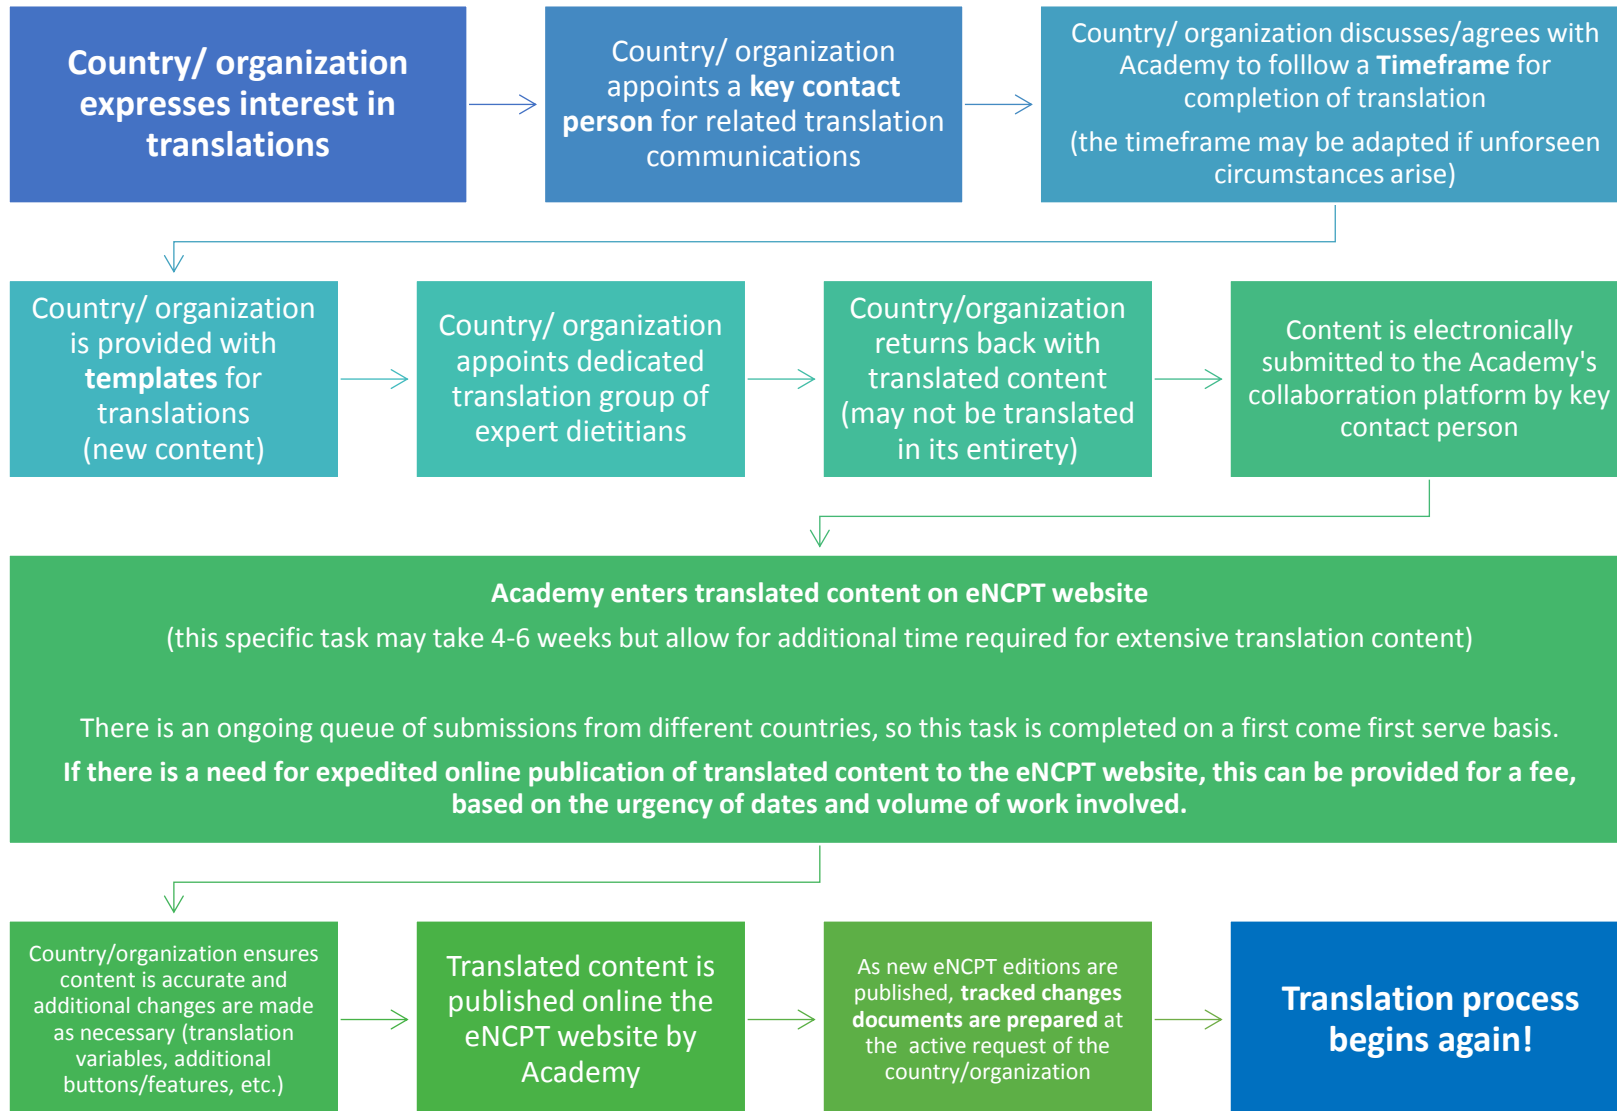 Country/ organization
expresses interest in
translations
Country/ organization
appoints a key contact
person for related translation
communications
Country/ organization discusses/agrees with
Academy to folllow a Timeframe for
completion of translation
(the timeframe may be adapted if unforseen
circumstances arise)
Country/ organization
is provided with
templates for
translations
(new content)
Country/ organization
appoints dedicated
translation group of
expert dietitians
Country/organization
returns back with
translated content
(may not be translated
in its entirety)
Content is electronically
submitted to the Academy's
collaborration platform by key
contact person
Academy enters translated content on eNCPT website
(this specific task may take 4-6 weeks but allow for additional time required for extensive translation content)
There is an ongoing queue of submissions from different countries, so this task is completed on a first come first serve basis.
If there is a need for expedited online publication of translated content to the eNCPT website, this can be provided for a fee,
based on the urgency of dates and volume of work involved.
Country/organization ensures
content is accurate and
additional changes are made
as necessary (translation
variables, additional
buttons/features, etc.)
Translated content is
published online the
eNCPT website by
Academy
As new eNCPT editions are
published, tracked changes
documents are prepared at
the  active request of the
country/organization
Translation process
begins again!